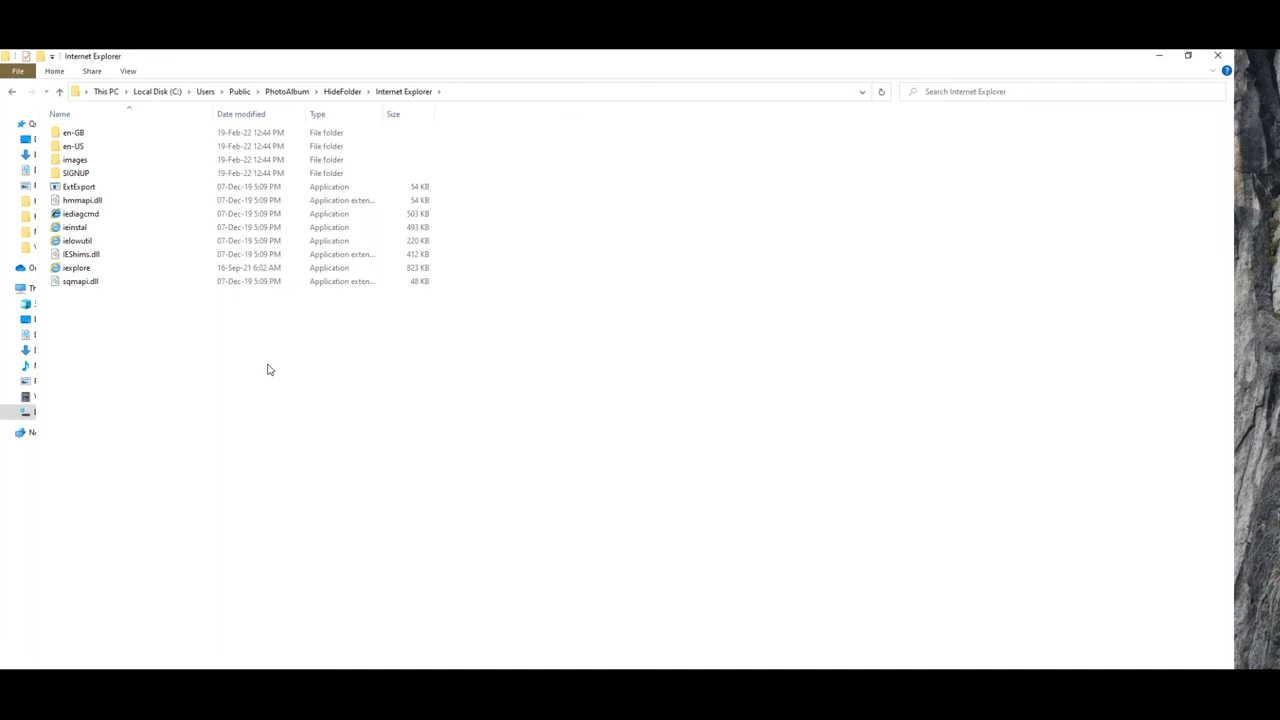 Internet Explorer
File Home Share View
This PC Local Disk (C:) Users Public PhotoAlbum HideFolder Internet Explorer Search Internet Explorer
Name Date modified Type Size
en-GB 19-Feb-22 12:44 PM File folder
en-US 19-Feb-22 12:44 PM File folder
images 19-Feb-22 12:44 PM File folder
SIGNUP 19-Feb-22 12:44 PM File folder
ExtExport 07-Dec-19 5:09 PM Application 54 KB
hmmapi.dll 07-Dec-19 5:09 PM Application exten... 54 KB
iediagcmd 07-Dec-19 5:09 PM Application 503 KB
ieinstal 07-Dec-19 5:09 PM Application 493 KB
ielowutil 07-Dec-19 5:09 PM Application 220 KB
IEShims.dll 07-Dec-19 5:09 PM Application exten... 412 KB
iexplore 16-Sep-21 6:02 AM Application 823 KB
sqmapi.dll 07-Dec-19 5:09 PM Application exten... 48 KB